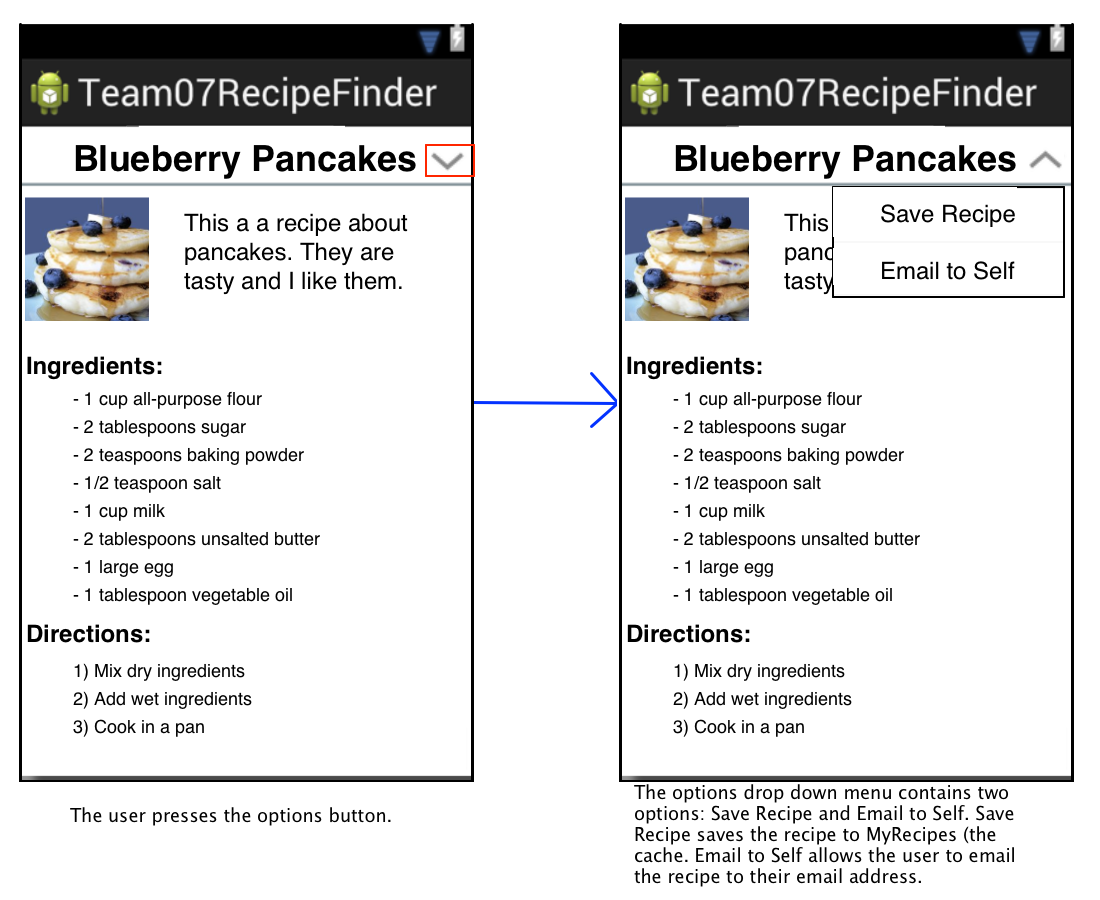 Team07RecipeFinder
Blueberry Pancakes
This a a recipe about
pancakes. They are
tasty and I like them.
Ingredients:
- 1 cup all-purpose flour
- 2 tablespoons sugar
- 2 teaspoons baking powder
- 1/2 teaspoon salt
- 1 cup milk
- 2 tablespoons unsalted butter
- 1 large egg
- 1 tablespoon vegetable oil
Directions:
1) Mix dry ingredients
2) Add wet ingredients
3) Cook in a pan
The user presses the options button.
Team07RecipeFinder
Blueberry Pancakes
Save Recipe
Email to Self
This
panc
tasty
Ingredients:
- 1 cup all-purpose flour
- 2 tablespoons sugar
- 2 teaspoons baking powder
- 1/2 teaspoon salt
- 1 cup milk
- 2 tablespoons unsalted butter
- 1 large egg
- 1 tablespoon vegetable oil
Directions:
1) Mix dry ingredients
2) Add wet ingredients
3) Cook in a pan
The options drop down menu contains two
options: Save Recipe and Email to Self. Save
Recipe saves the recipe to MyRecipes (the
cache. Email to Self allows the user to email
the recipe to their email address.